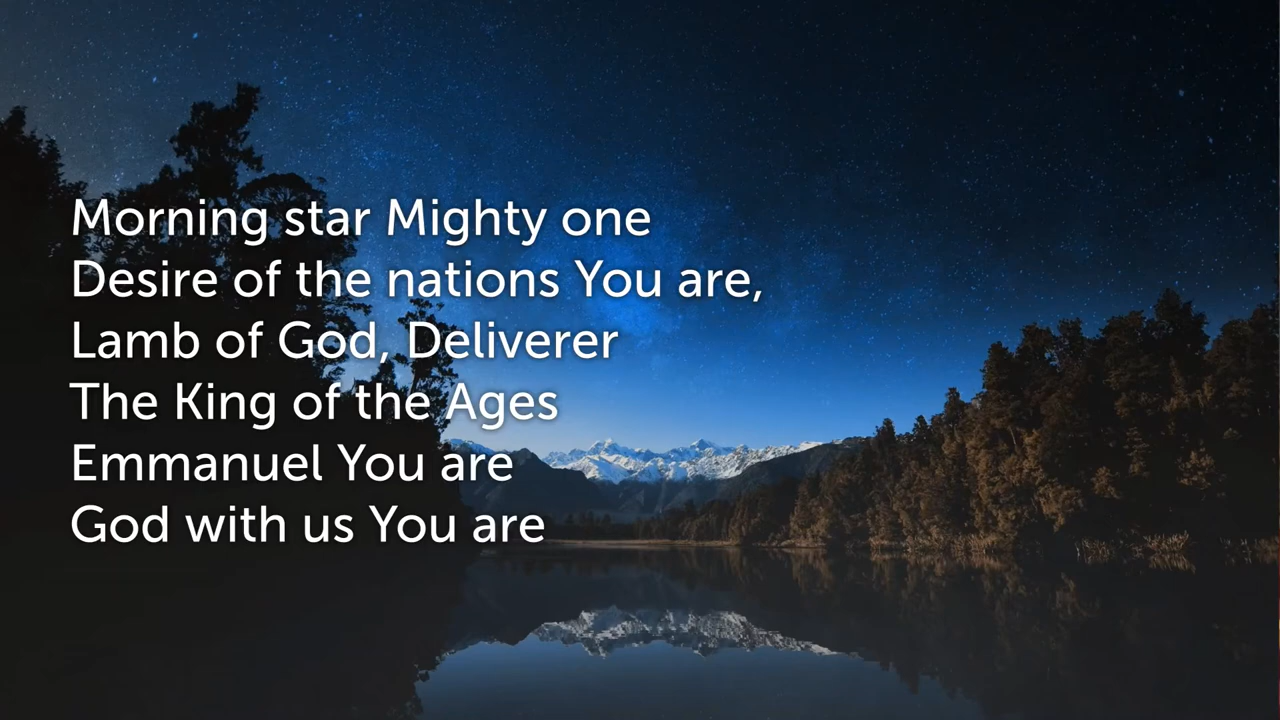 Morning star Mighty one
Desire of the nations You are,
Lamb of God, Deliverer
The King of the Ages
Emmanuel You are
God with us You are